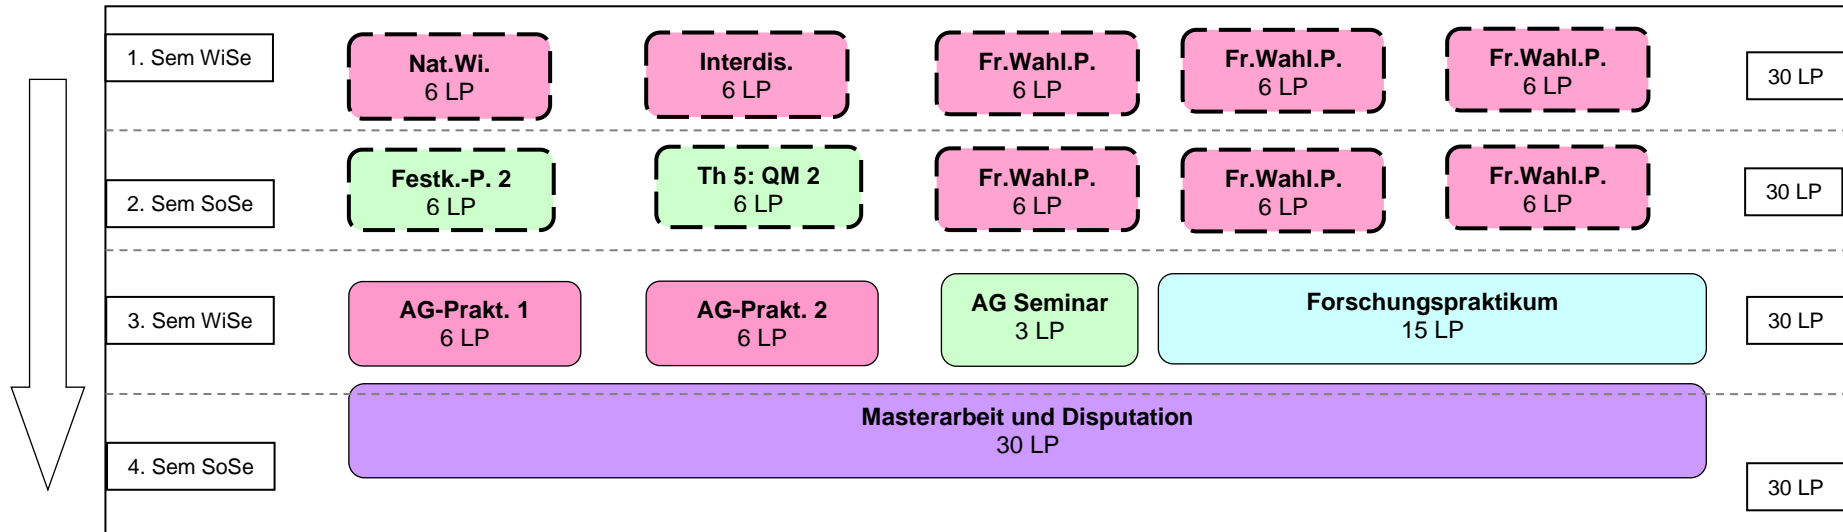 1. Sem WiSe
Nat.Wi.
6 LP
Interdis.
6 LP
Fr.Wahl.P.
6 LP
Fr.Wahl.P.
6 LP
Fr.Wahl.P.
6 LP
30 LP
2. Sem SoSe
Festk.-P. 2
6 LP
Th 5: QM 2
6 LP
Fr.Wahl.P.
6 LP
Fr.Wahl.P.
6 LP
Fr.Wahl.P.
6 LP
30 LP
3. Sem WiSe
AG-Prakt. 1
6 LP
AG-Prakt. 2
6 LP
AG Seminar
3 LP
Forschungspraktikum
15 LP
30 LP
4. Sem SoSe
Masterarbeit und Disputation
30 LP
30 LP